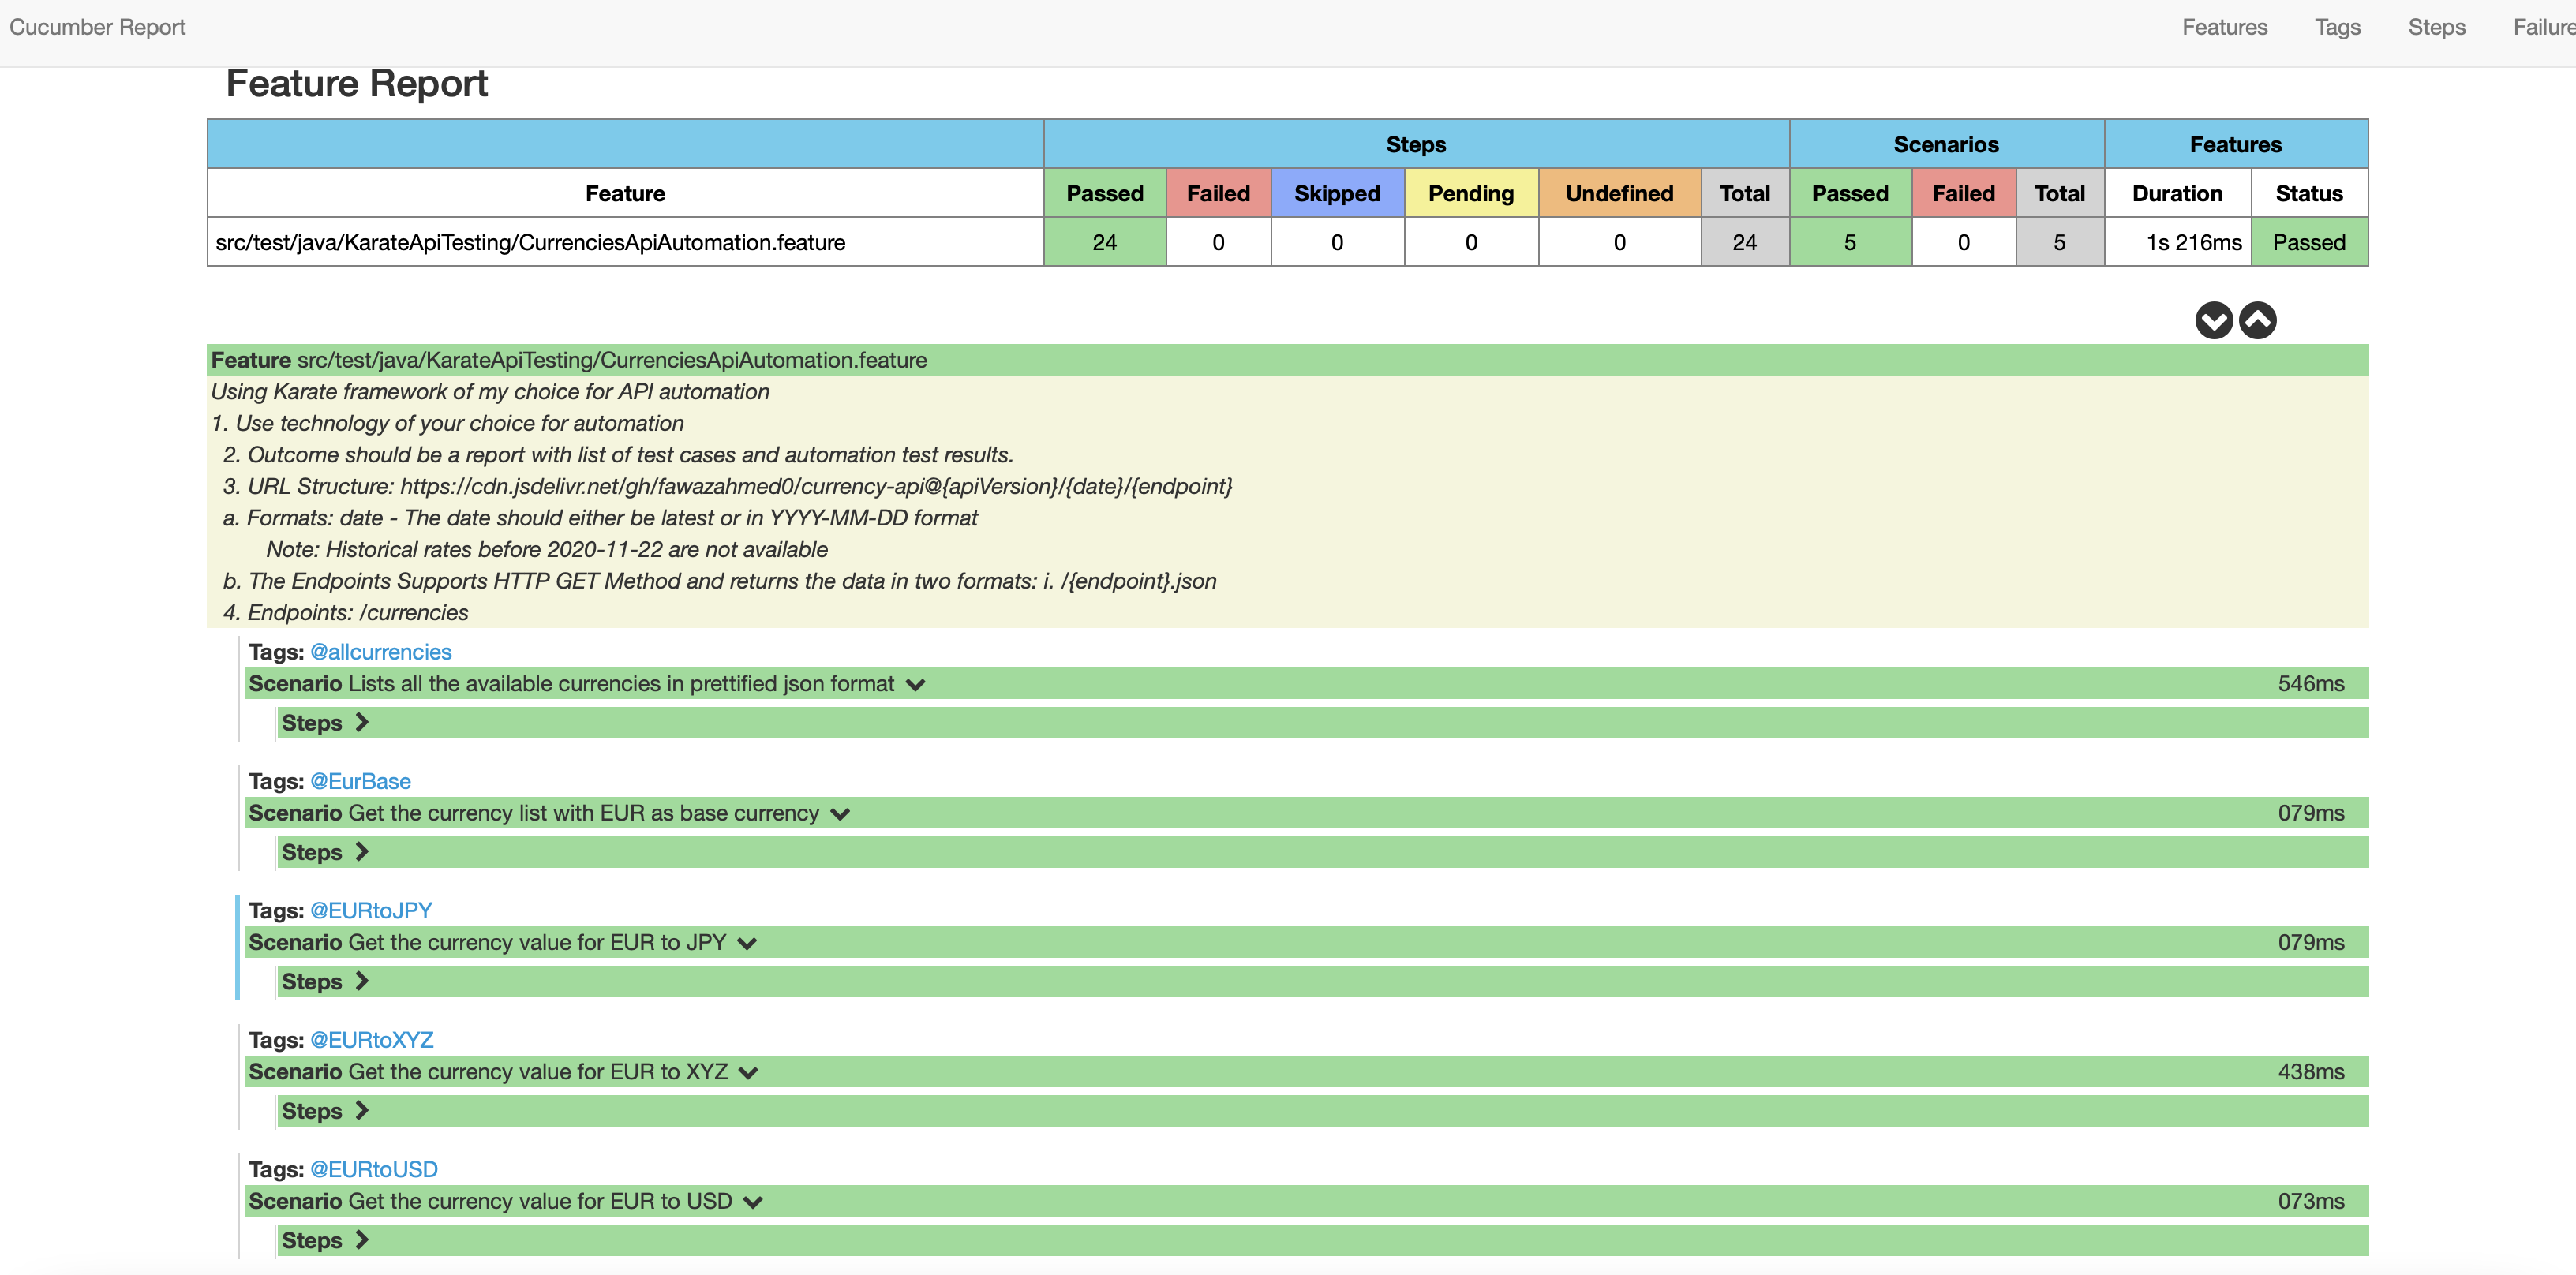 Cucumber Report Features Tags Steps Failure
Feature Report
Steps Scenarios Features
Feature Passed Failed Skipped Pending Undefined Total Passed Failed Total Duration Status
src/test/java/KarateApiTesting/CurrenciesApiAutomation.feature 24 0 0 0 0 24 5 0 5 1s 216ms Passed
Feature src/test/java/KarateApiTesting/CurrenciesApiAutomation.feature
Using Karate framework of my choice for API automation
1. Use technology of your choice for automation
2. Outcome should be a report with list of test cases and automation test results.
3. URL Structure: https://cdn.jsdelivr.net/gh/fawazahmed0/currency-api@{apiVersion}/{date}/{endpoint}
a. Formats: date - The date should either be latest or in YYYY-MM-DD format
Note: Historical rates before 2020-11-22 are not available
b. The Endpoints Supports HTTP GET Method and returns the data in two formats: i. /{endpoint}.json
4. Endpoints: /currencies
Tags: @allcurrencies
Scenario Lists all the available currencies in prettified json format 546ms
Steps
Tags: @EurBase
Scenario Get the currency list with EUR as base currency 079ms
Steps
Tags: @EURtoJPY
Scenario Get the currency value for EUR to JPY 079ms
Steps
Tags: @EURtoXYZ
Scenario Get the currency value for EUR to XYZ 438ms
Steps
Tags: @EURtoUSD
Scenario Get the currency value for EUR to USD 073ms
Steps